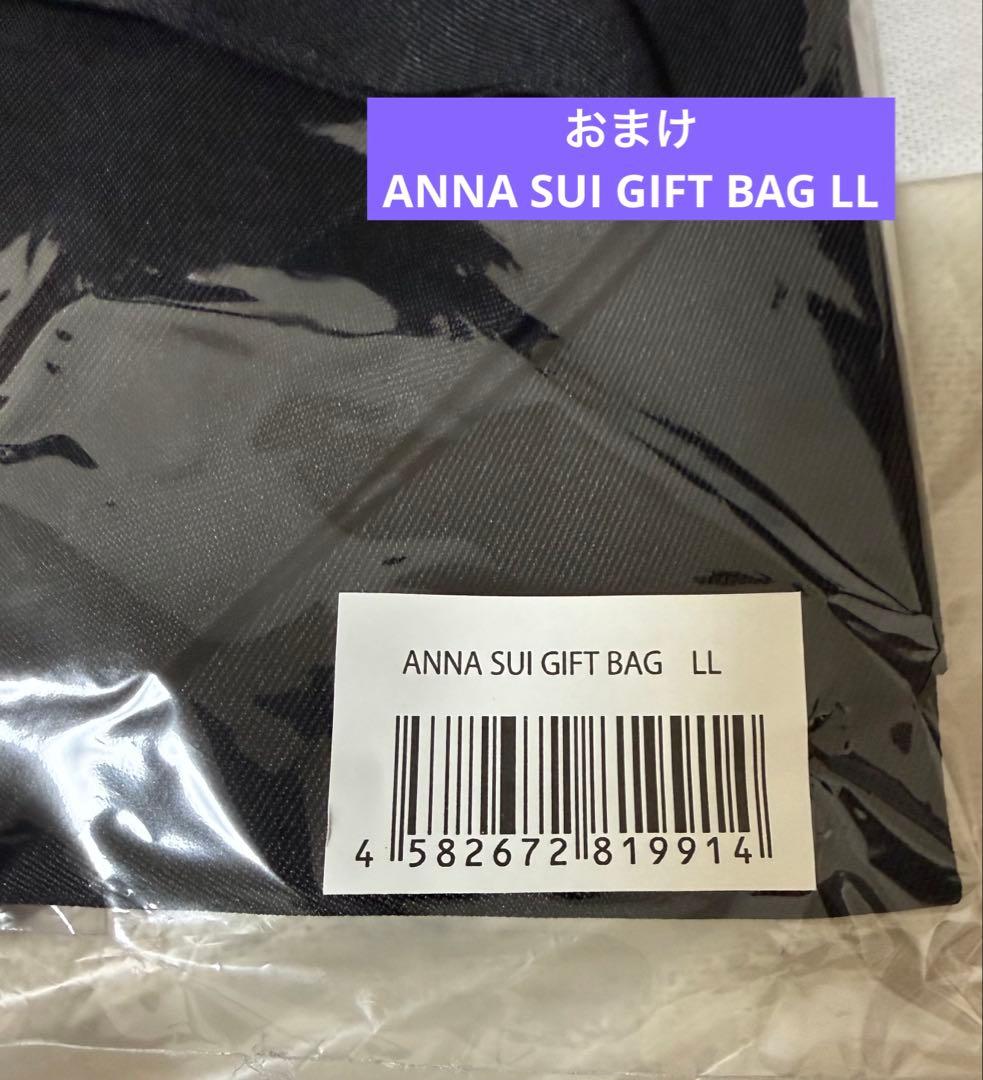 おまけ
ANNA SUI GIFT BAG LL
ANNA SUI GIFT BAG LL
4 582672 819914